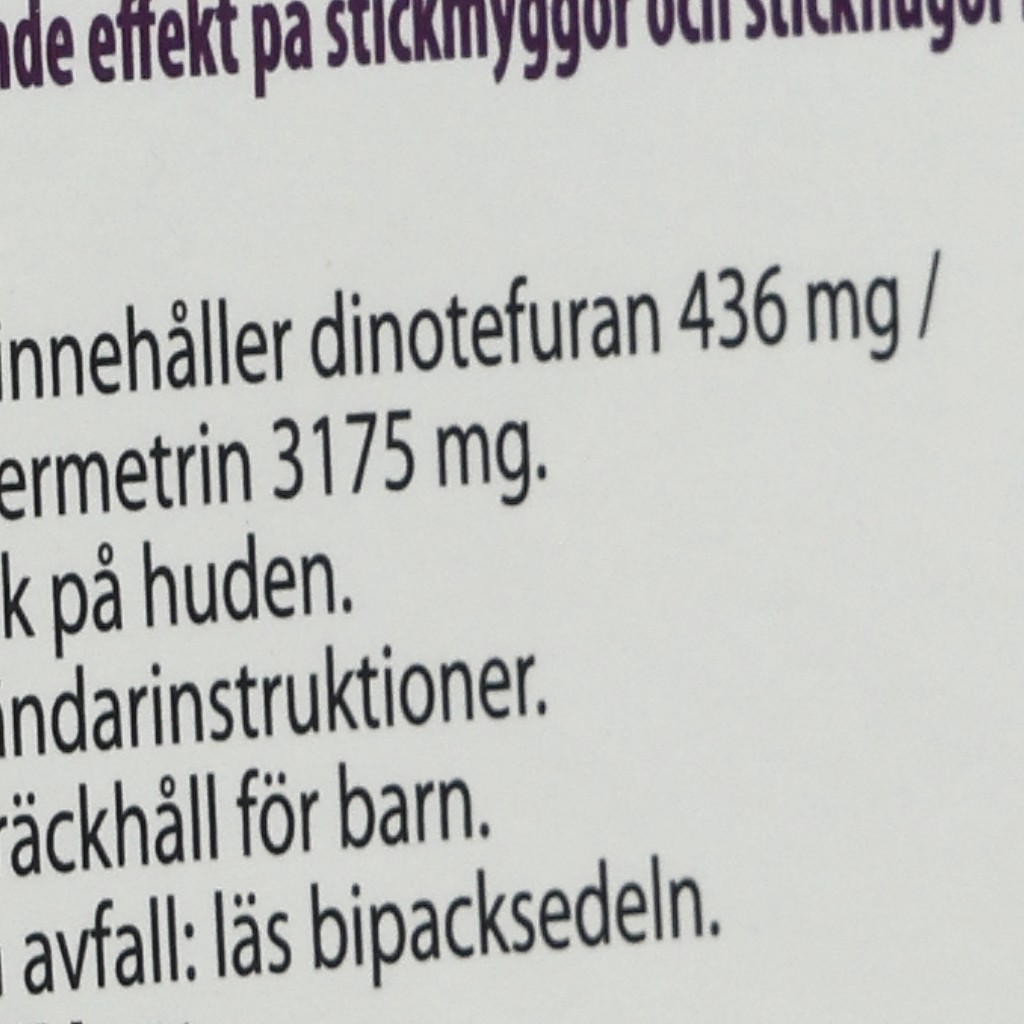 effekt på stickmyggor och
innehåller dinotefuran 436 mg /
ermetrin 3175 mg.
k på huden.
ndarinstruktioner.
räckhåll för barn.
avfall: läs bipacksedeln.